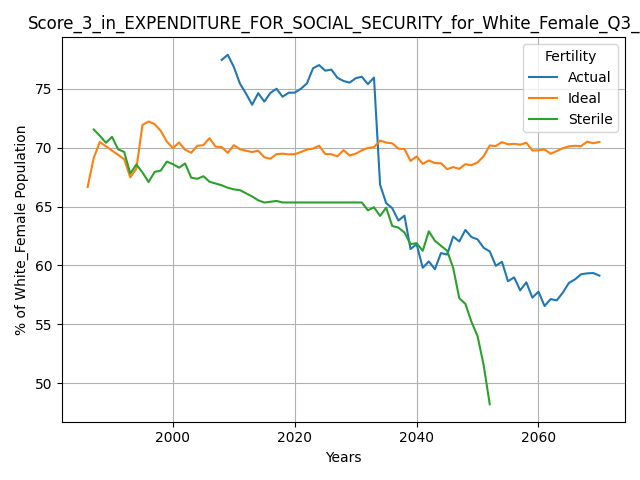 Score_3_in_EXPENDITURE_FOR_SOCIAL_SECURITY_for_White_Female_Q3_
Fertility
Actual
Ideal
Sterile
% of White_Female Population
75
70
65
60
55
50
2000
2020
2040
2060
Years